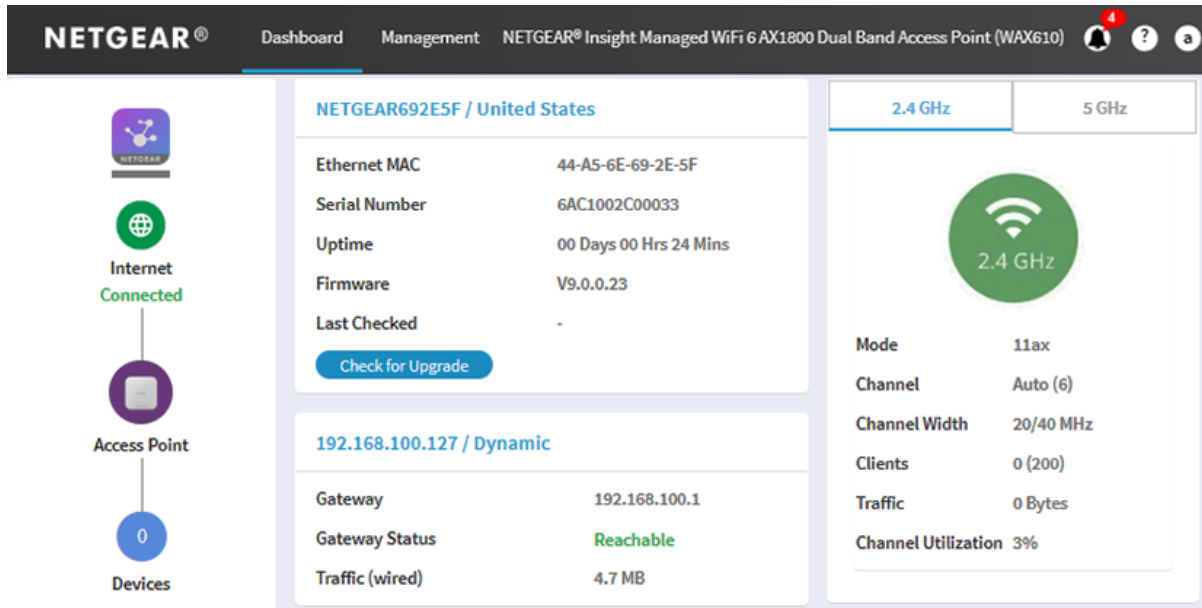 NETGEAR® Dashboard Management NETGEAR® Insight Managed WiFi 6 AX1800 Dual Band Access Point (WAX610) 4 ? a
NETGEAR
Internet
Connected
Access Point
0
Devices
NETGEAR692E5F / United States
Ethernet MAC 44-A5-6E-69-2E-5F
Serial Number 6AC1002C00033
Uptime 00 Days 00 Hrs 24 Mins
Firmware V9.0.0.23
Last Checked -
Check for Upgrade
192.168.100.127 / Dynamic
Gateway 192.168.100.1
Gateway Status Reachable
Traffic (wired) 4.7 MB
2.4 GHz 5 GHz
2.4 GHz
Mode 11ax
Channel Auto (6)
Channel Width 20/40 MHz
Clients 0 (200)
Traffic 0 Bytes
Channel Utilization 3%